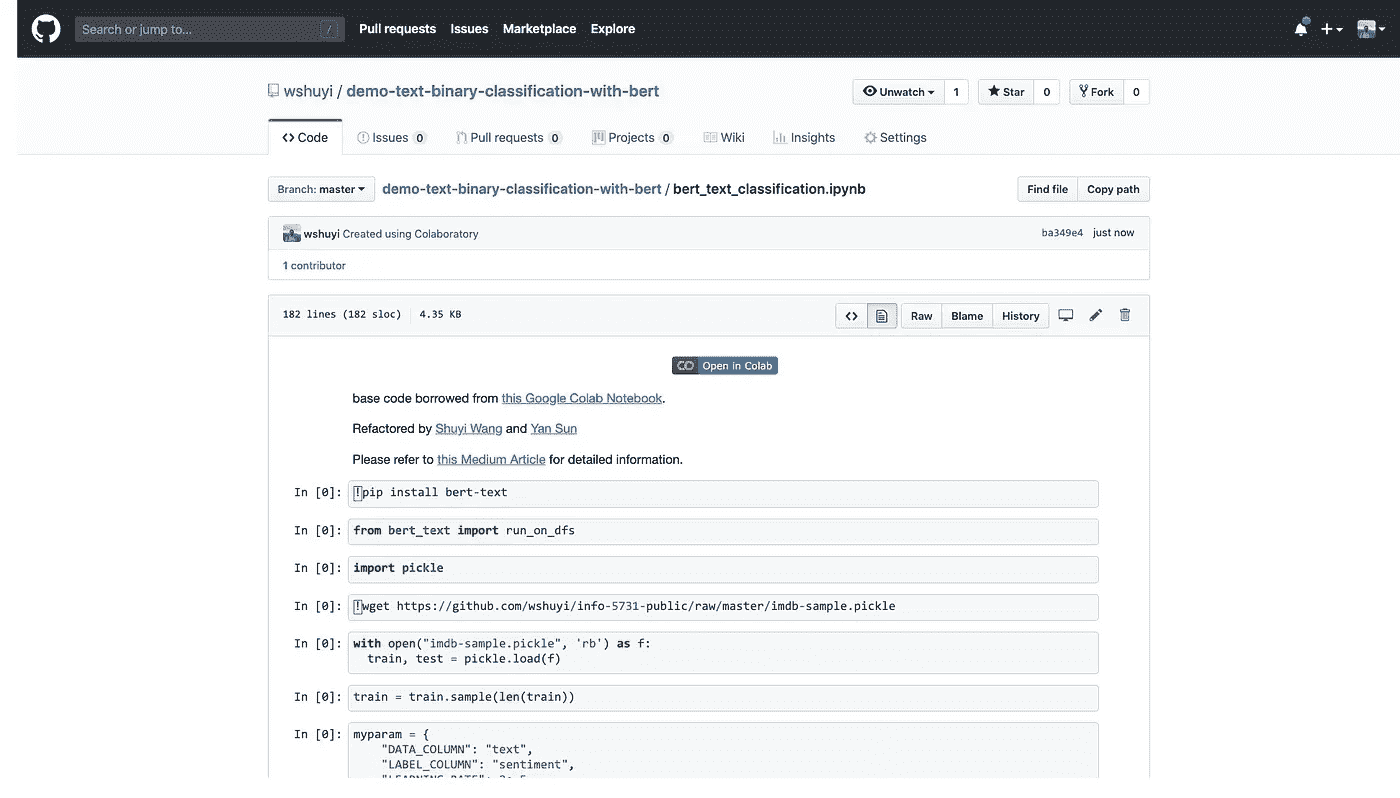 Search or jump to... / Pull requests Issues Marketplace Explore
wshuyi / demo-text-binary-classification-with-bert Unwatch 1 Star 0 Fork 0
Code Issues 0 Pull requests 0 Projects 0 Wiki Insights Settings
Branch: master demo-text-binary-classification-with-bert / bert_text_classification.ipynb Find file Copy path
wshuyi Created using Colaboratory ba349e4 just now
1 contributor
182 lines (182 sloc) 4.35 KB <> Raw Blame History
CO Open in Colab
base code borrowed from this Google Colab Notebook.
Refactored by Shuyi Wang and Yan Sun
Please refer to this Medium Article for detailed information.
In [0]: !pip install bert-text
In [0]: from bert_text import run_on_dfs
In [0]: import pickle
In [0]: !wget https://github.com/wshuyi/info-5731-public/raw/master/imdb-sample.pickle
In [0]: with open("imdb-sample.pickle", 'rb') as f:
train, test = pickle.load(f)
In [0]: train = train.sample(len(train))
In [0]: myparam = {
"DATA_COLUMN": "text",
"LABEL_COLUMN": "sentiment",